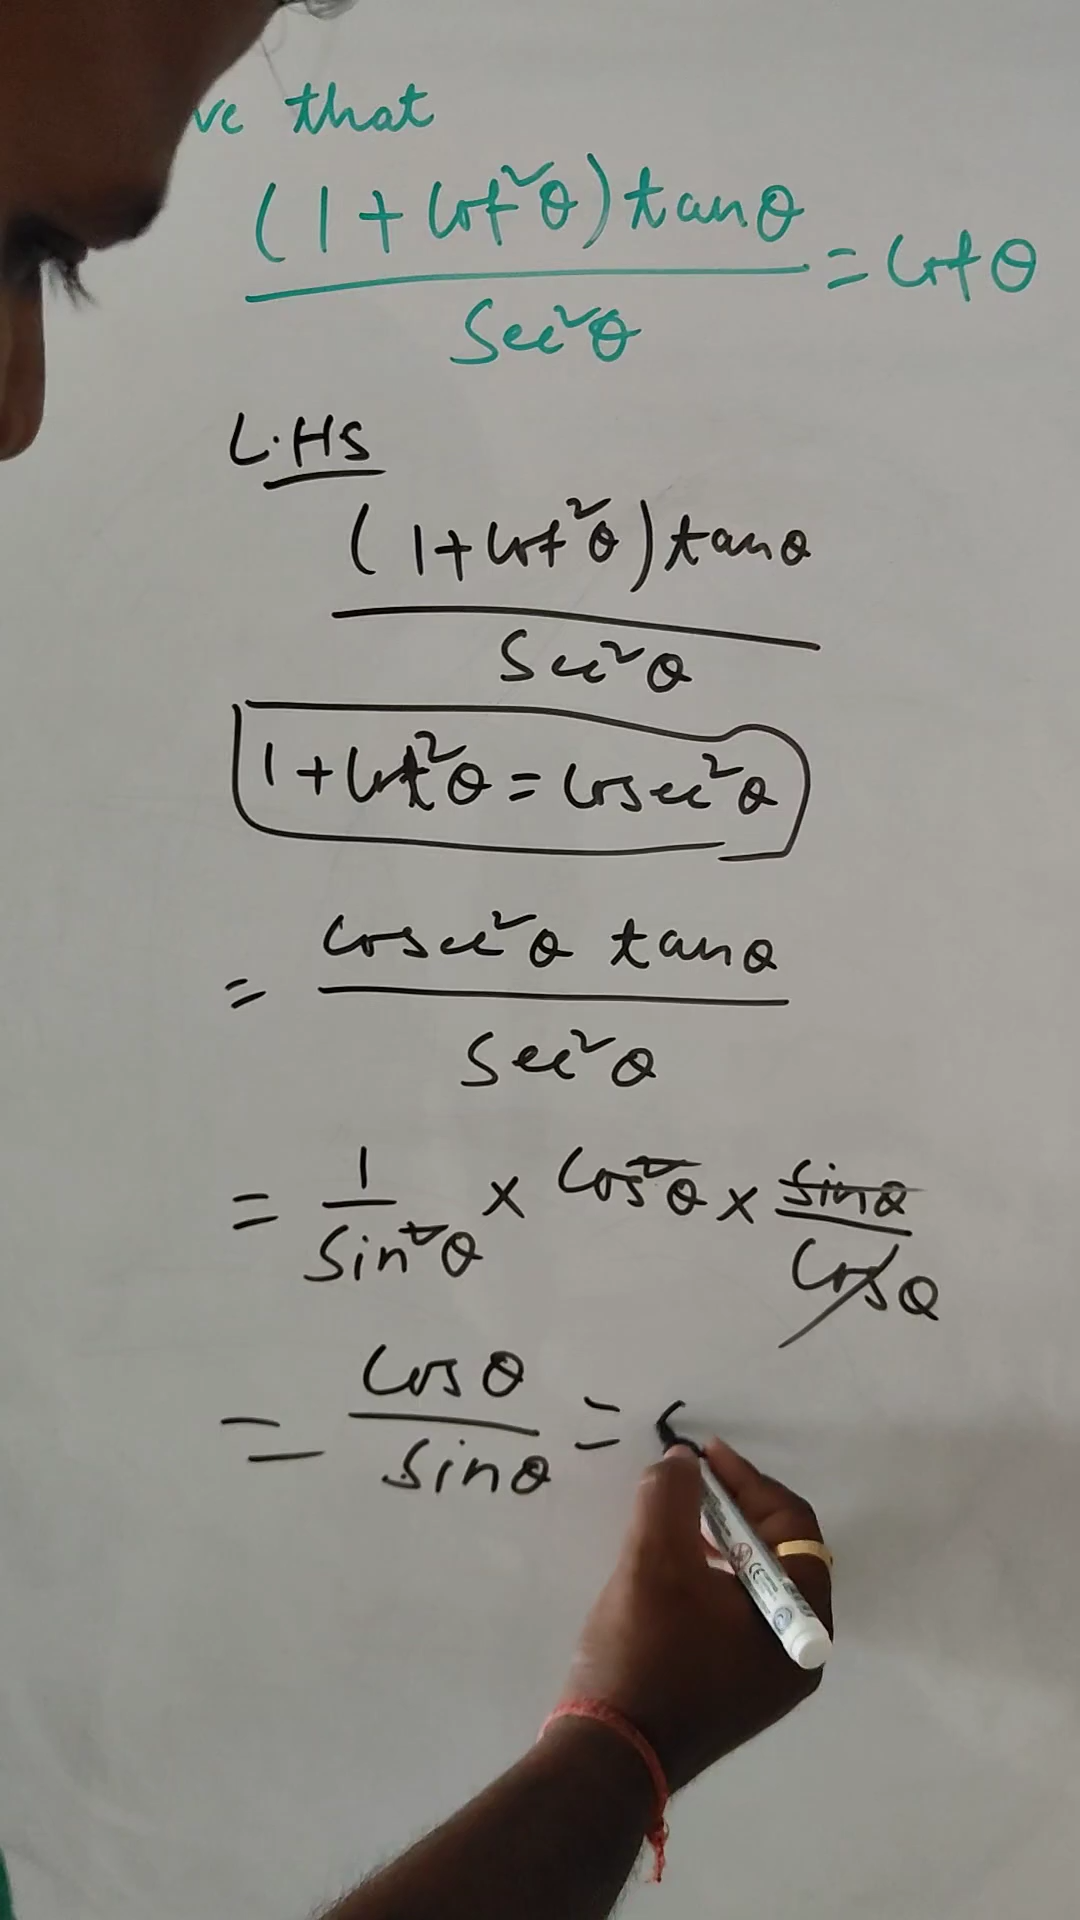 ve that
(1+cot²θ)tanθ
/
Sec²θ
=cotθ
L.HS
(1+cot²θ)tanθ
/
Sec²θ
1+cot²θ=cosec²θ
= cosec²θ tanθ
/
Sec²θ
= 1/Sin²θ × Cos²θ × Sinθ/Cosθ
= Cosθ/Sinθ =
CE